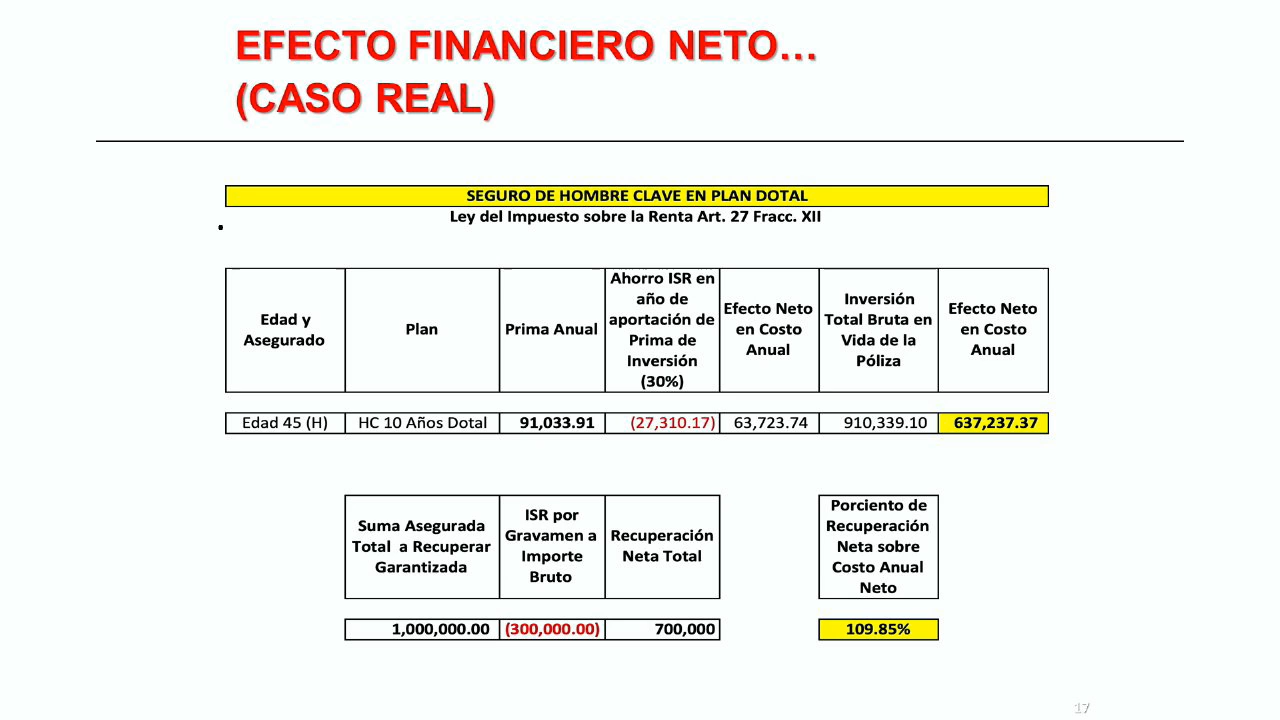 EFECTO FINANCIERO NETO…
(CASO REAL)
SEGURO DE HOMBRE CLAVE EN PLAN DOTAL
Ley del Impuesto sobre la Renta Art. 27 Fracc. XII
Edad y
Asegurado
Plan
Prima Anual
Ahorro ISR en
año de
aportación de
Prima de
Inversión
(30%)
Efecto Neto
en Costo
Anual
Inversión
Total Bruta en
Vida de la
Póliza
Efecto Neto
en Costo
Anual
Edad 45 (H) HC 10 Años Dotal 91,033.91 (27,310.17) 63,723.74 910,339.10 637,237.37
Suma Asegurada
Total a Recuperar
Garantizada
ISR por
Gravamen a
Importe
Bruto
Recuperación
Neta Total
Porciento de
Recuperación
Neta sobre
Costo Anual
Neto
1,000,000.00 (300,000.00) 700,000 109.85%
17